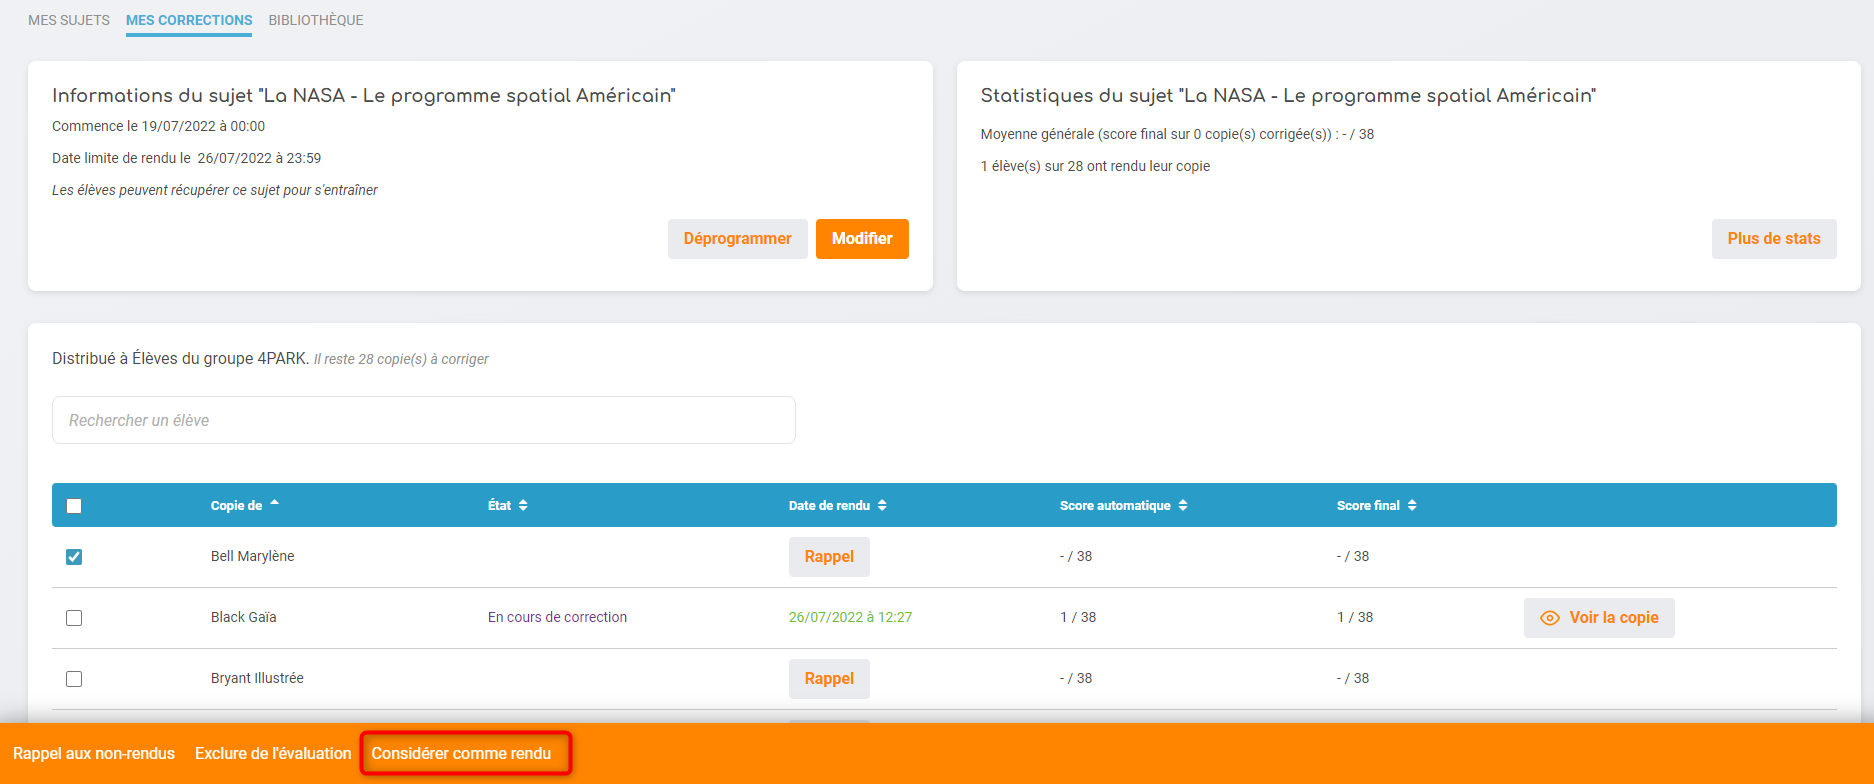 MES SUJETS MES CORRECTIONS BIBLIOTHÈQUE
Informations du sujet "La NASA - Le programme spatial Américain"
Commence le 19/07/2022 à 00:00
Date limite de rendu le 26/07/2022 à 23:59
Les élèves peuvent récupérer ce sujet pour s'entraîner
Déprogrammer Modifier
Statistiques du sujet "La NASA - Le programme spatial Américain"
Moyenne générale (score final sur 0 copie(s) corrigée(s)) : - / 38
1 élève(s) sur 28 ont rendu leur copie
Plus de stats
Distribué à Élèves du groupe 4PARK. Il reste 28 copie(s) à corriger
Rechercher un élève
Copie de État Date de rendu Score automatique Score final
Bell Marylène Rappel - / 38 - / 38
Black Gaïa En cours de correction 26/07/2022 à 12:27 1 / 38 1 / 38 Voir la copie
Bryant Illustrée Rappel - / 38 - / 38
Rappel aux non-rendus Exclure de l'évaluation Considérer comme rendu